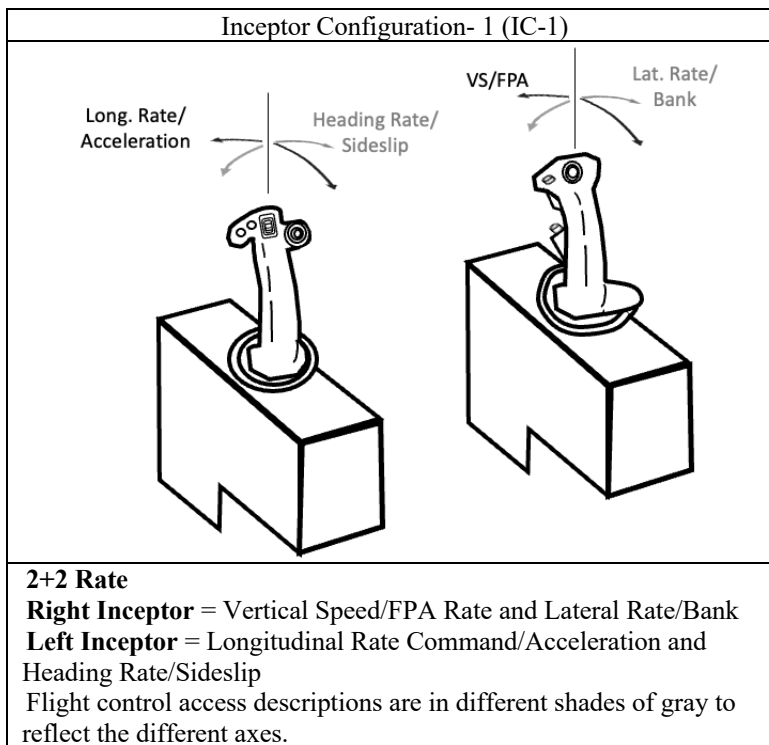 Inceptor Configuration- 1 (IC-1)
Long. Rate/
Acceleration
Heading Rate/
Sideslip
VS/FPA
Lat. Rate/
Bank
2+2 Rate
Right Inceptor = Vertical Speed/FPA Rate and Lateral Rate/Bank
Left Inceptor = Longitudinal Rate Command/Acceleration and
Heading Rate/Sideslip
Flight control access descriptions are in different shades of gray to
reflect the different axes.